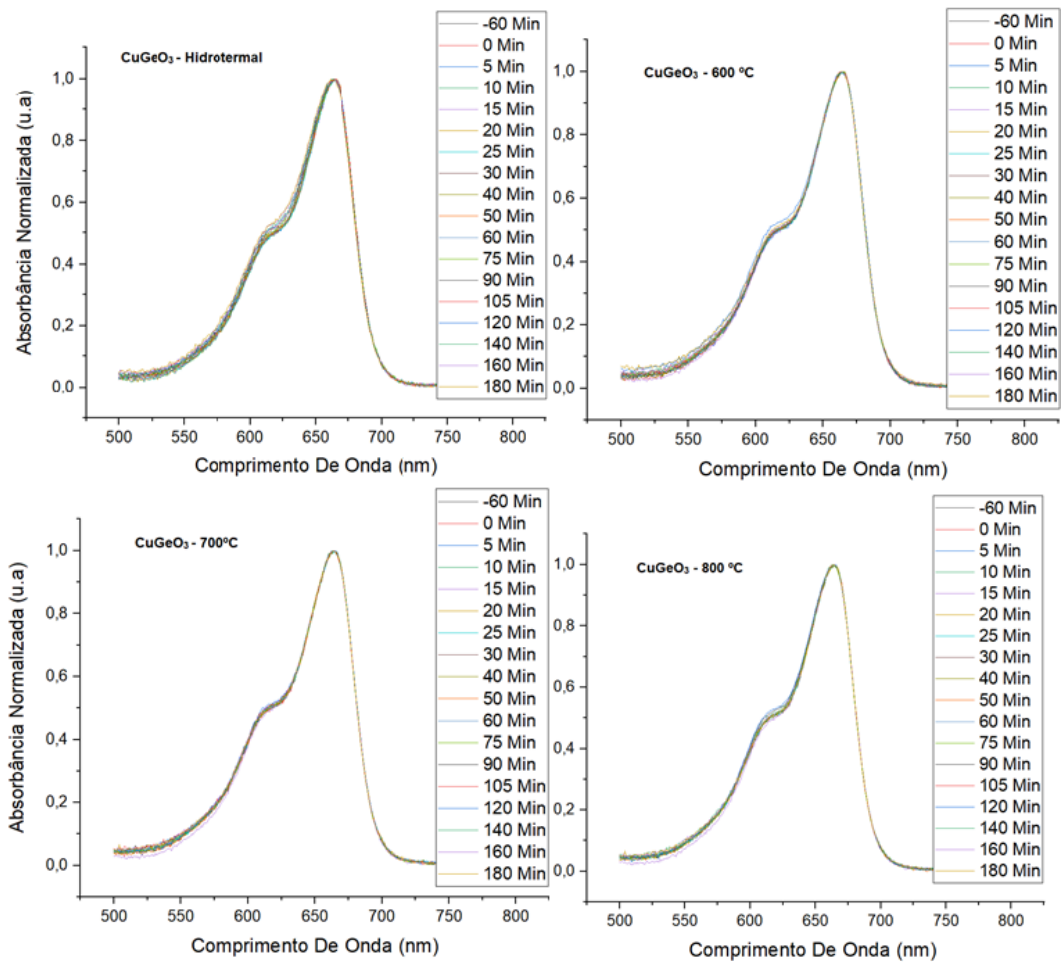 CuGeO₃ - Hidrotermal
Absorbância Normalizada (u.a)
1,0
0,8
0,6
0,4
0,2
0,0
500 550 600 650 700 750 800
Comprimento De Onda (nm)
-60 Min
0 Min
5 Min
10 Min
15 Min
20 Min
25 Min
30 Min
40 Min
50 Min
60 Min
75 Min
90 Min
105 Min
120 Min
140 Min
160 Min
180 Min
CuGeO₃ - 600 ºC
1,0
0,8
0,6
0,4
0,2
0,0
500 550 600 650 700 750 800
Comprimento De Onda (nm)
-60 Min
0 Min
5 Min
10 Min
15 Min
20 Min
25 Min
30 Min
40 Min
50 Min
60 Min
75 Min
90 Min
105 Min
120 Min
140 Min
160 Min
180 Min
CuGeO₃ - 700ºC
Absorbância Normalizada (u.a)
1,0
0,8
0,6
0,4
0,2
0,0
500 550 600 650 700 750 800
Comprimento De Onda (nm)
-60 Min
0 Min
5 Min
10 Min
15 Min
20 Min
25 Min
30 Min
40 Min
50 Min
60 Min
75 Min
90 Min
105 Min
120 Min
140 Min
160 Min
180 Min
CuGeO₃ - 800 ºC
1,0
0,8
0,6
0,4
0,2
0,0
500 550 600 650 700 750 800
Comprimento De Onda (nm)
-60 Min
0 Min
5 Min
10 Min
15 Min
20 Min
25 Min
30 Min
40 Min
50 Min
60 Min
75 Min
90 Min
105 Min
120 Min
140 Min
160 Min
180 Min